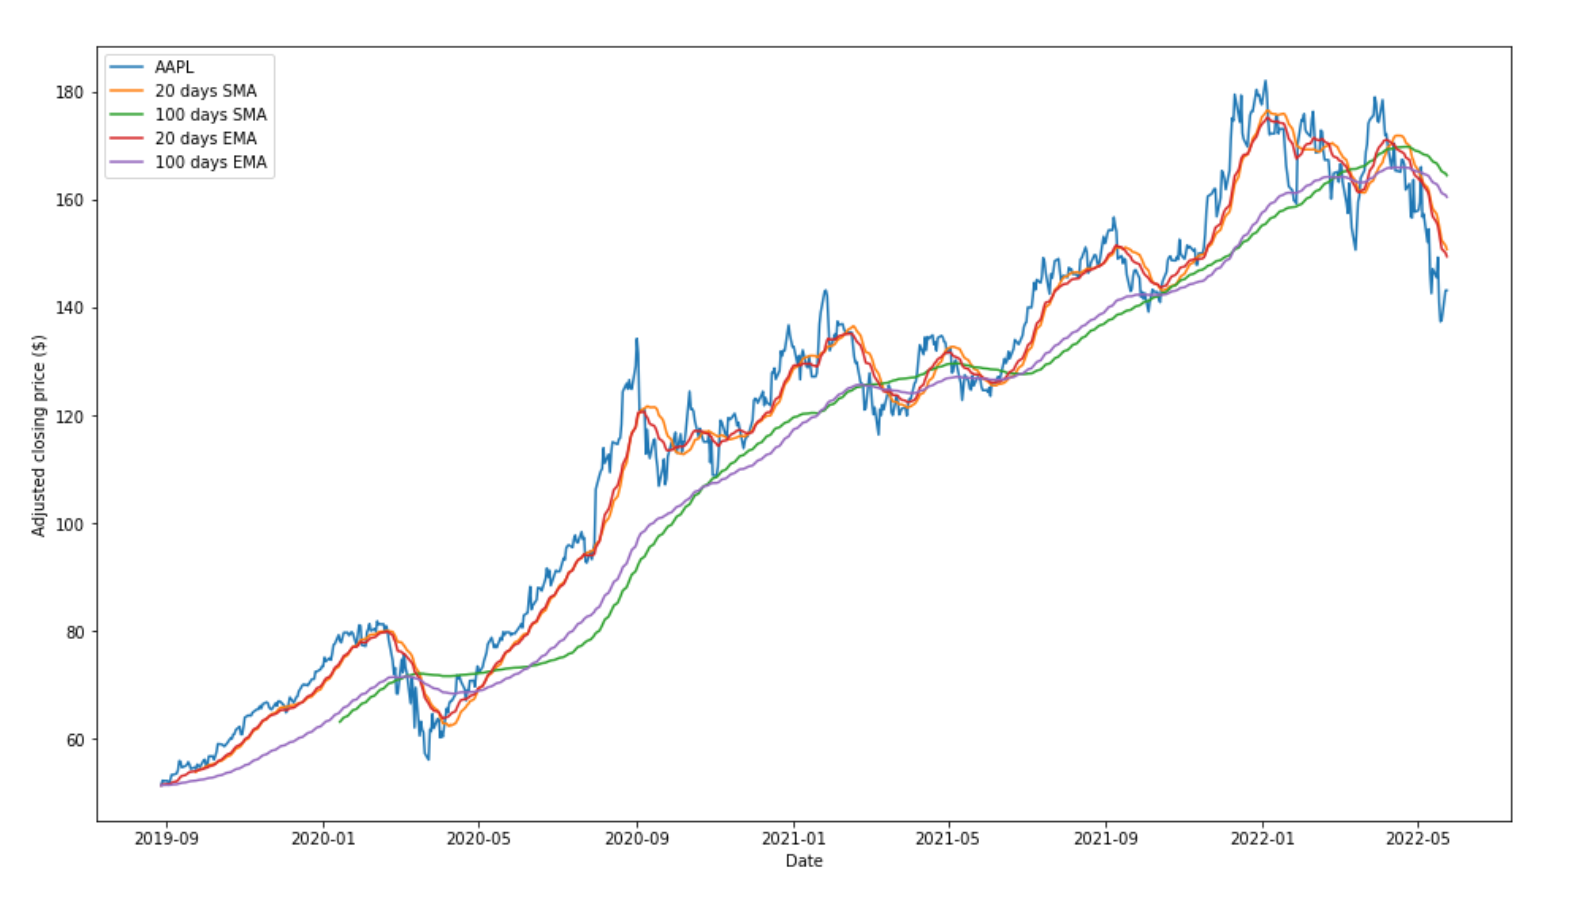 AAPL
20 days SMA
100 days SMA
20 days EMA
100 days EMA
180
160
140
120
100
80
60
Adjusted closing price ($)
2019-09 2020-01 2020-05 2020-09 2021-01 2021-05 2021-09 2022-01 2022-05
Date